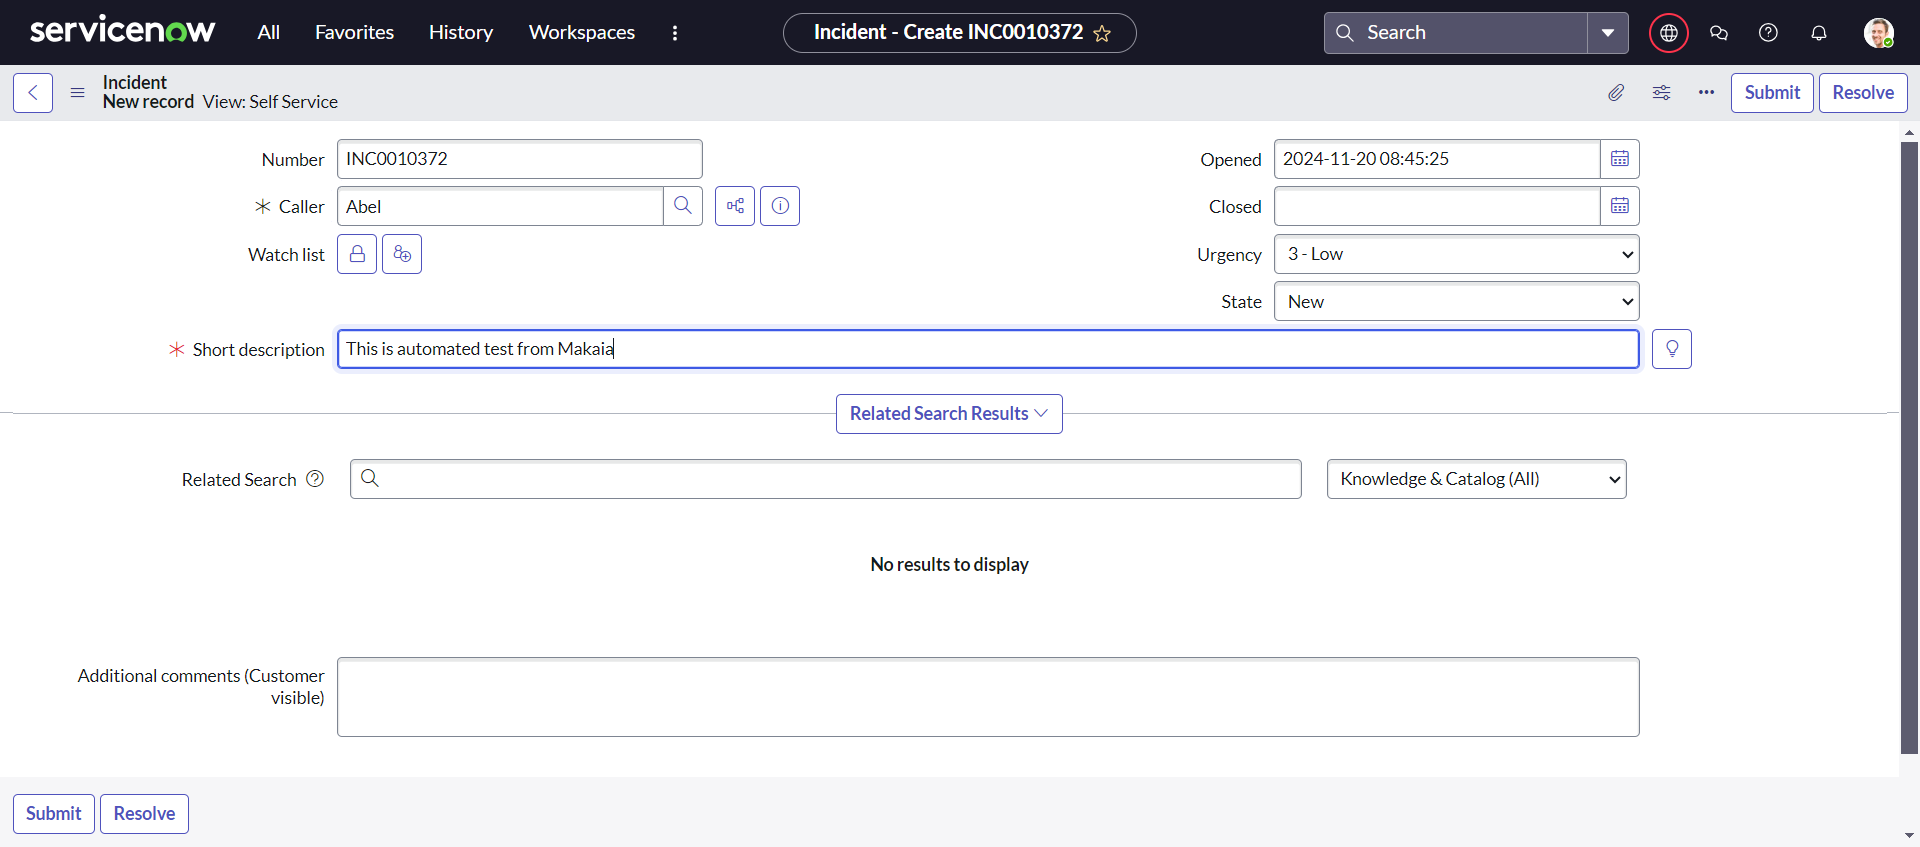 servicenow All Favorites History Workspaces Incident - Create INC0010372 Search
Incident
New record View: Self Service Submit Resolve
Number INC0010372 Opened 2024-11-20 08:45:25
Caller Abel Closed
Watch list Urgency 3 - Low
State New
Short description This is automated test from Makaia
Related Search Results
Related Search Knowledge & Catalog (All)
No results to display
Additional comments (Customer
visible)
Submit Resolve